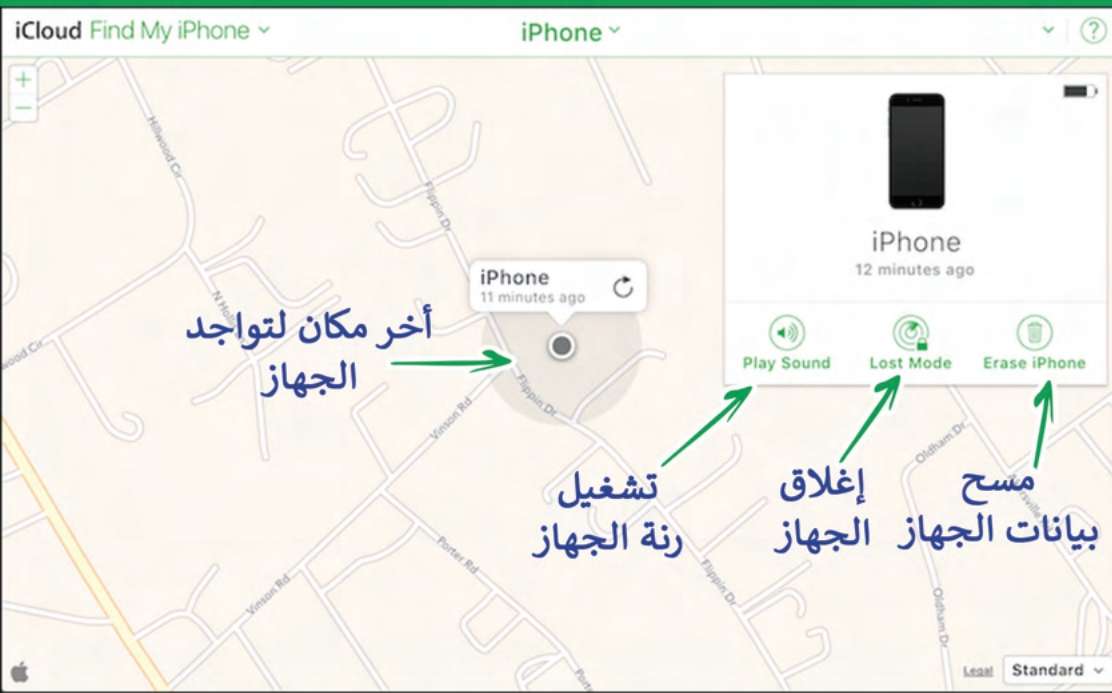 iCloud Find My iPhone
iPhone
?
+
−
Hillwood Cir
Flippin Dr
iPhone
12 minutes ago
iPhone
11 minutes ago
Play Sound
Lost Mode
Erase iPhone
أخر مكان لتواجد
الجهاز
Flippin Dr
Vinson Rd
Oldham Dr
تشغيل
رنة الجهاز
إغلاق
الجهاز
مسح
بيانات الجهاز
Porter Rd
Vinson Rd
Flippin Dr
Oldham Dr
Legal
Standard